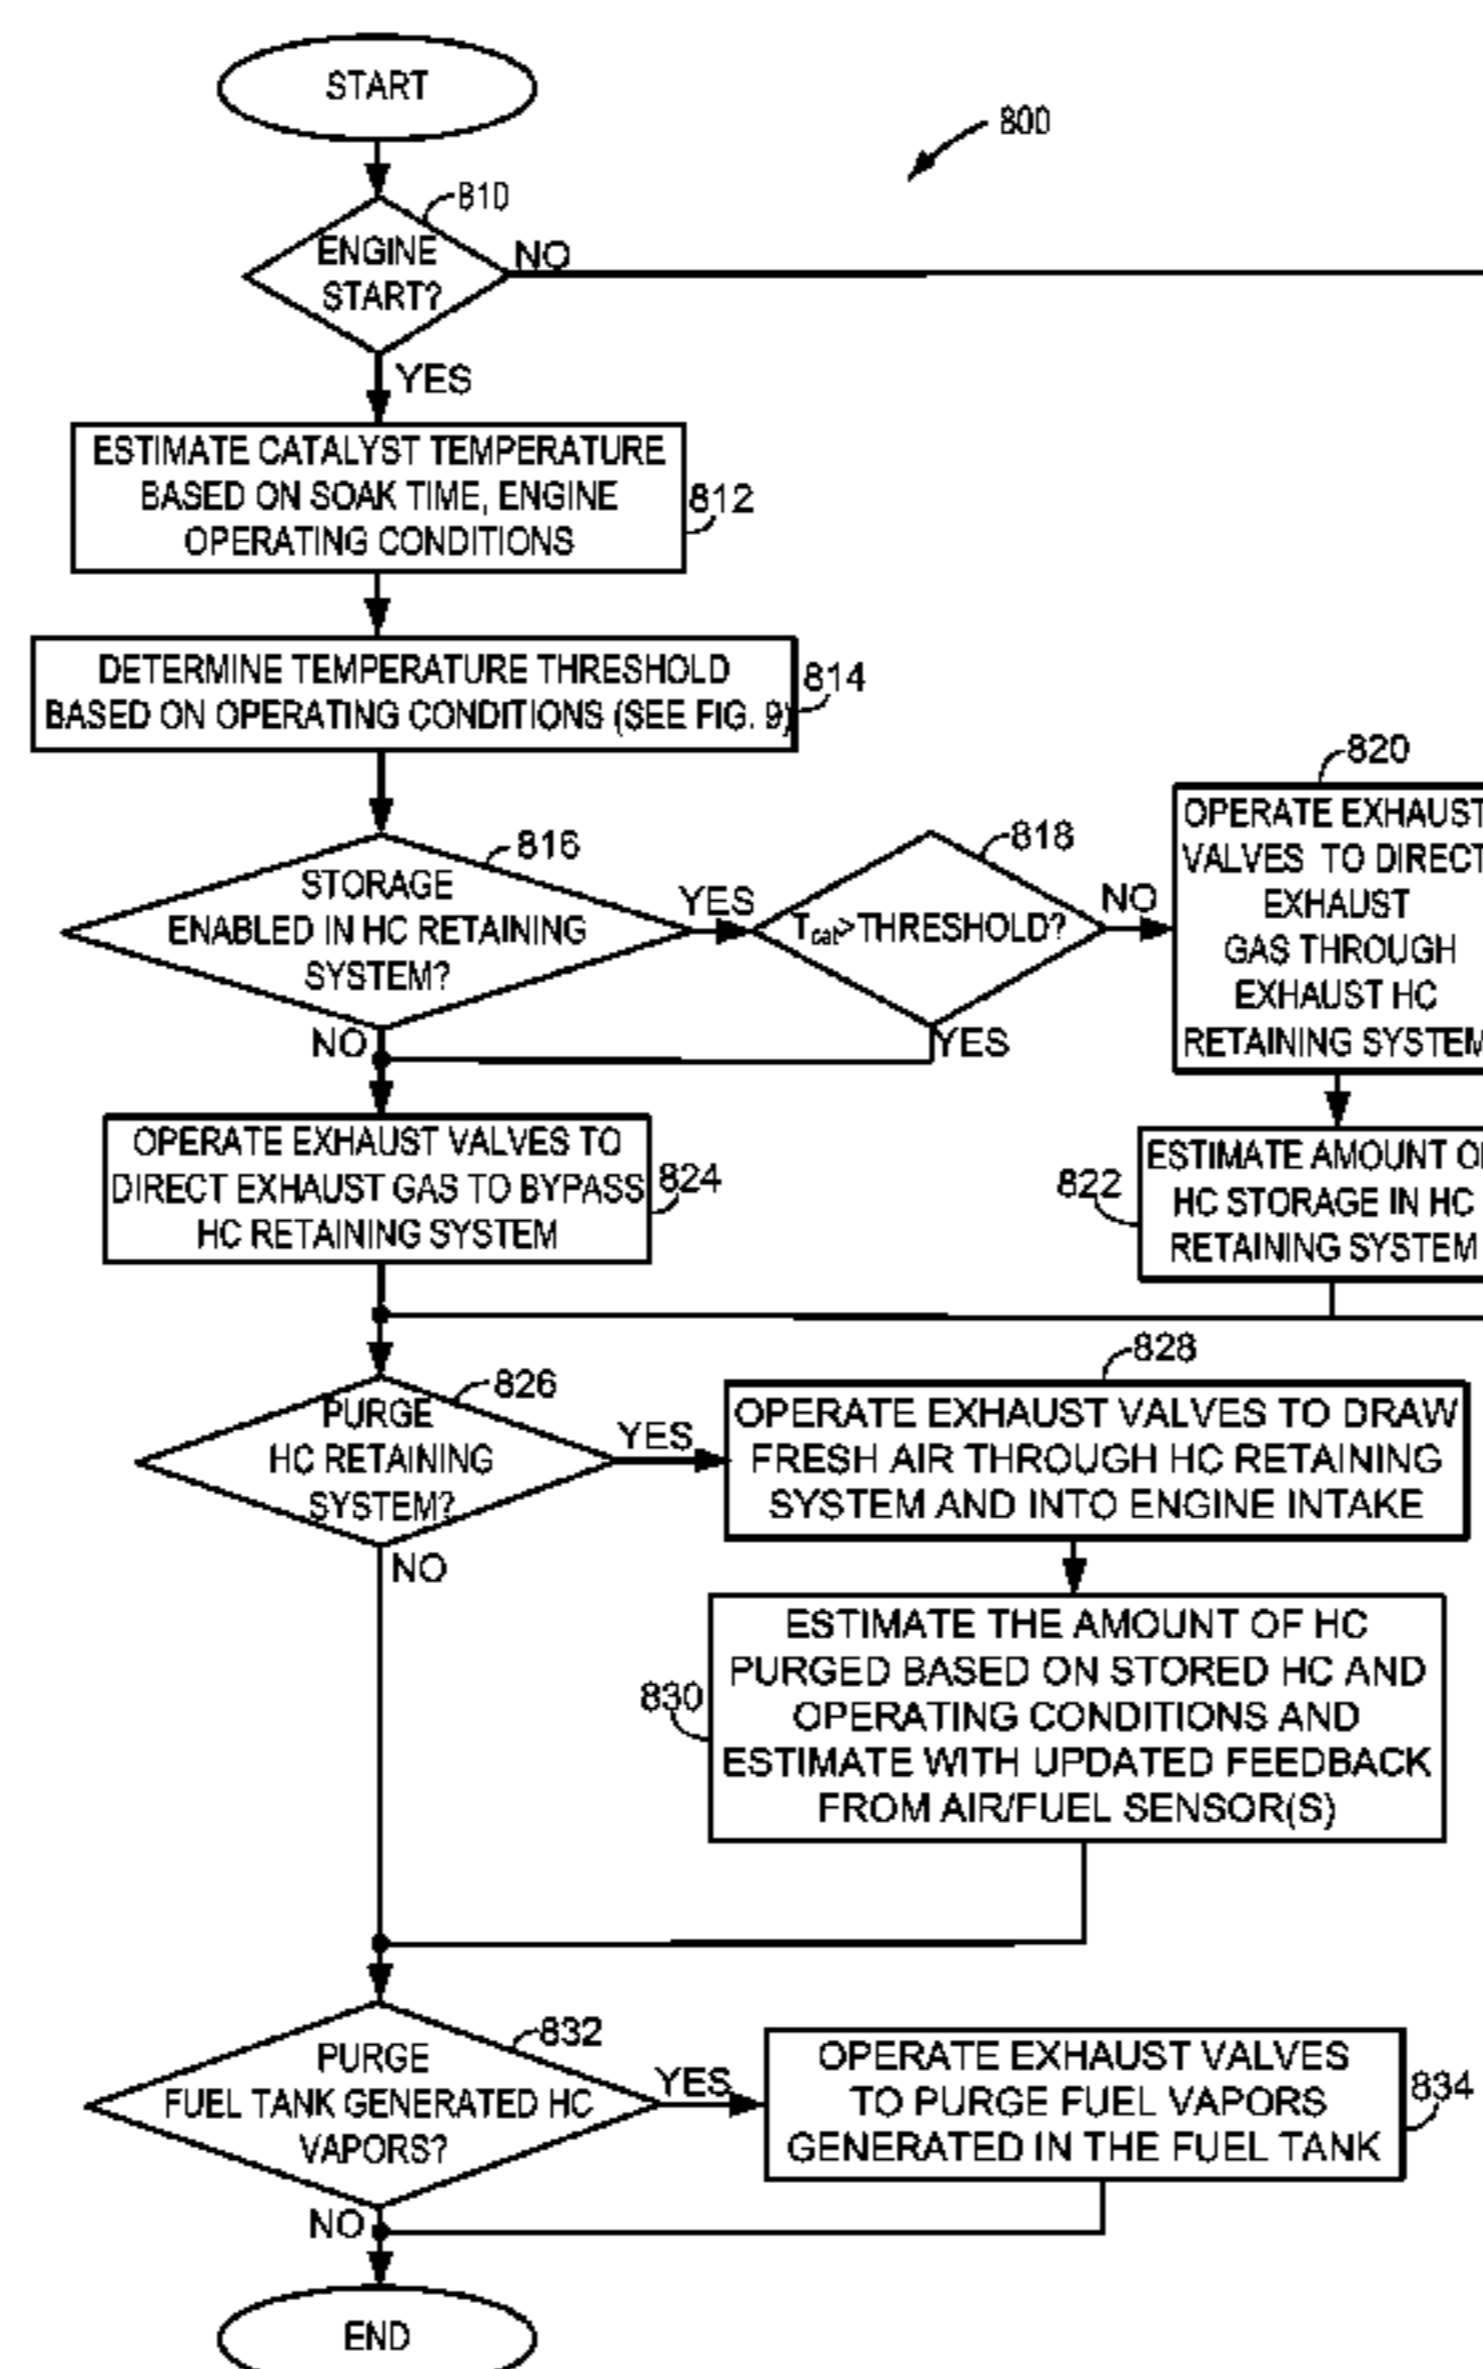 START
800
810
ENGINE
START?
NO
YES
ESTIMATE CATALYST TEMPERATURE
BASED ON SOAK TIME, ENGINE
OPERATING CONDITIONS
812
DETERMINE TEMPERATURE THRESHOLD
BASED ON OPERATING CONDITIONS (SEE FIG. 9)
814
816
STORAGE
ENABLED IN HC RETAINING
SYSTEM?
YES
NO
818
Tcat>THRESHOLD?
NO
YES
820
OPERATE EXHAUST
VALVES TO DIRECT
EXHAUST
GAS THROUGH
EXHAUST HC
RETAINING SYSTEM
822
ESTIMATE AMOUNT OF
HC STORAGE IN HC
RETAINING SYSTEM
OPERATE EXHAUST VALVES TO
DIRECT EXHAUST GAS TO BYPASS
HC RETAINING SYSTEM
824
826
PURGE
HC RETAINING
SYSTEM?
YES
NO
828
OPERATE EXHAUST VALVES TO DRAW
FRESH AIR THROUGH HC RETAINING
SYSTEM AND INTO ENGINE INTAKE
830
ESTIMATE THE AMOUNT OF HC
PURGED BASED ON STORED HC AND
OPERATING CONDITIONS AND
ESTIMATE WITH UPDATED FEEDBACK
FROM AIR/FUEL SENSOR(S)
832
PURGE
FUEL TANK GENERATED HC
VAPORS?
YES
NO
OPERATE EXHAUST VALVES
TO PURGE FUEL VAPORS
GENERATED IN THE FUEL TANK
834
END